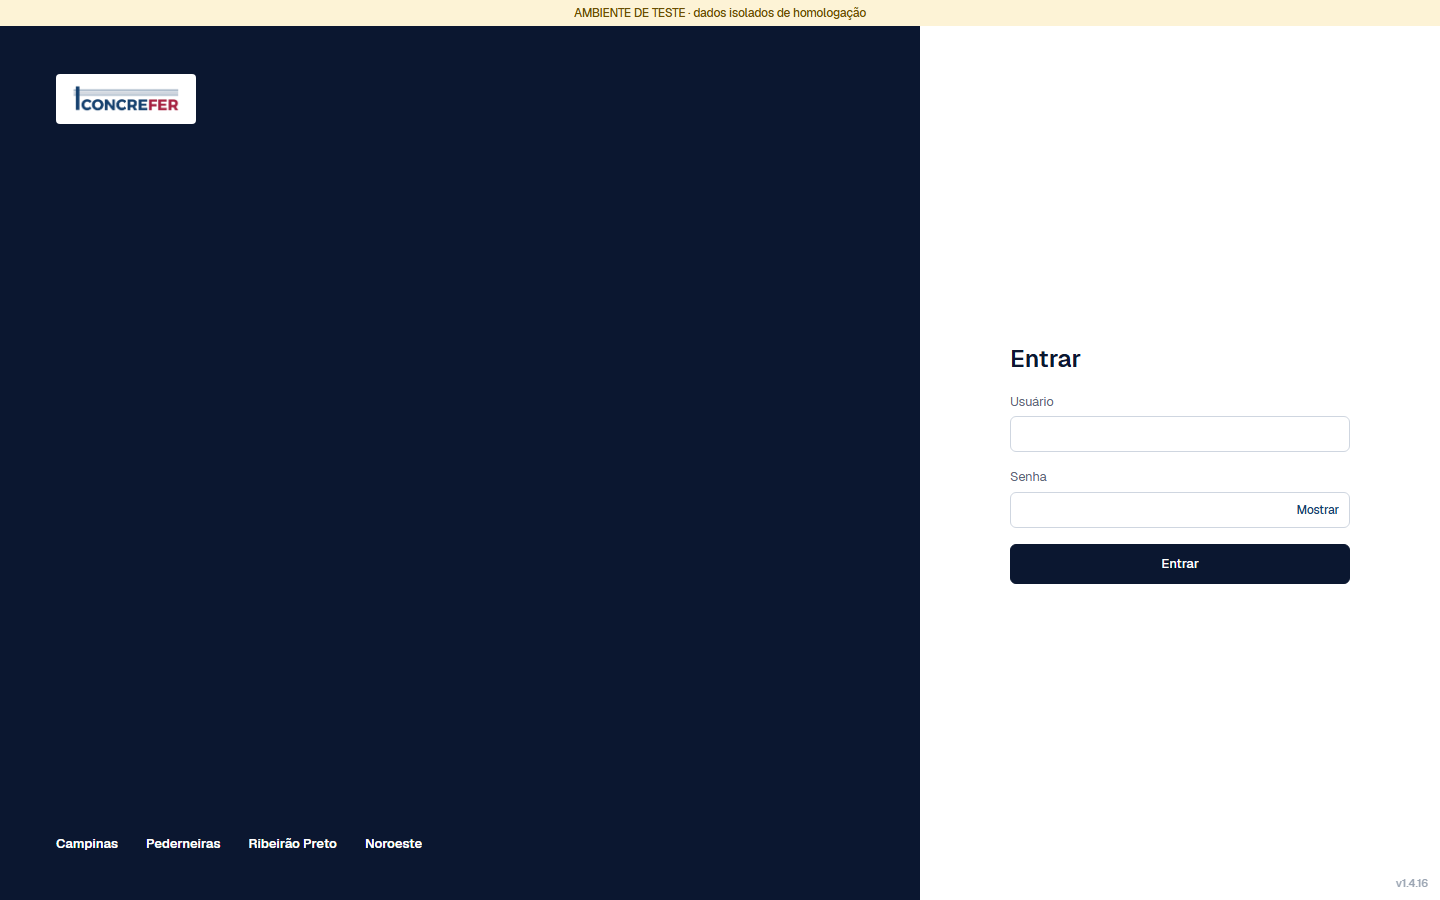 AMBIENTE DE TESTE · dados isolados de homologação
CONCREFER
Entrar
Usuário
Senha
Mostrar
Entrar
Campinas Pederneiras Ribeirão Preto Noroeste
v1.4.16